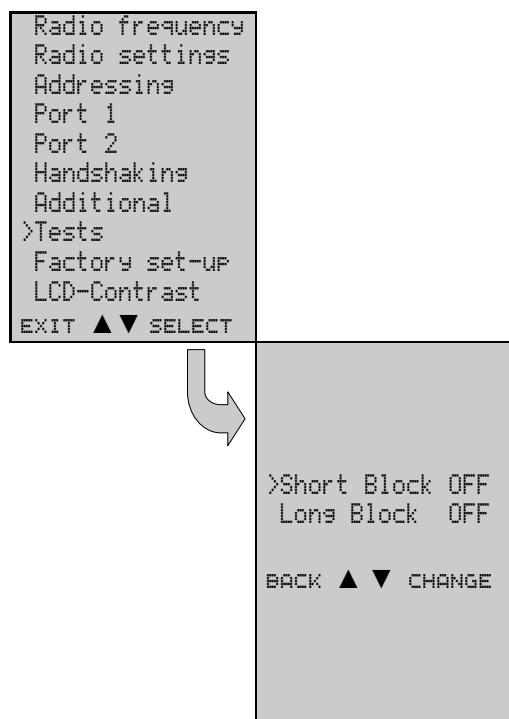 Radio frequency
Radio settings
Addressing
Port 1
Port 2
Handshaking
Additional
>Tests
Factory set-up
LCD-Contrast
EXIT ▲▼ SELECT
>Short Block OFF
Long Block OFF
BACK ▲ ▼ CHANGE